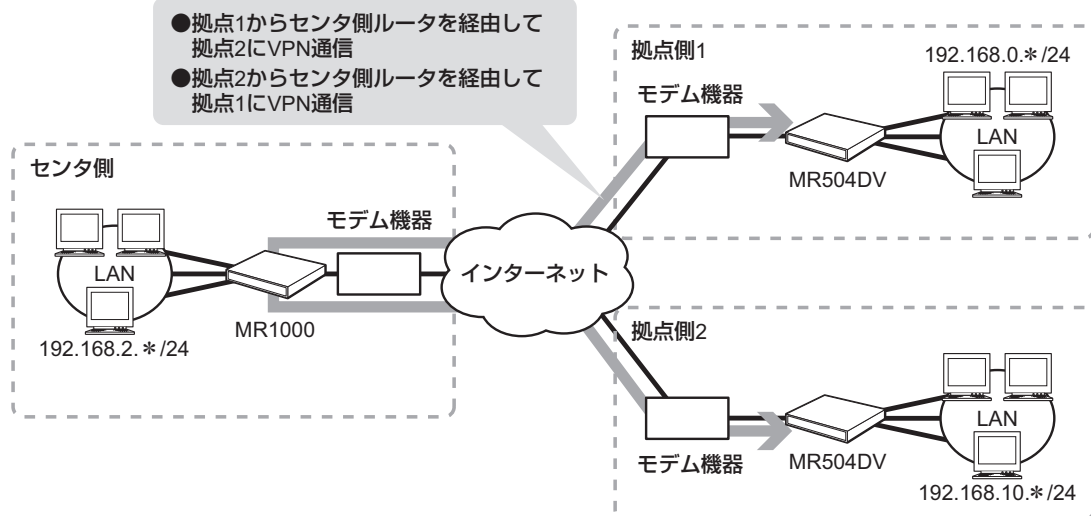 ●拠点1からセンタ側ルータを経由して
拠点2にVPN通信
●拠点2からセンタ側ルータを経由して
拠点1にVPN通信
センタ側
モデム機器
LAN
MR1000
192.168.2.＊/24
インターネット
拠点側1
192.168.0.＊/24
モデム機器
LAN
MR504DV
拠点側2
LAN
モデム機器
MR504DV
192.168.10.＊/24